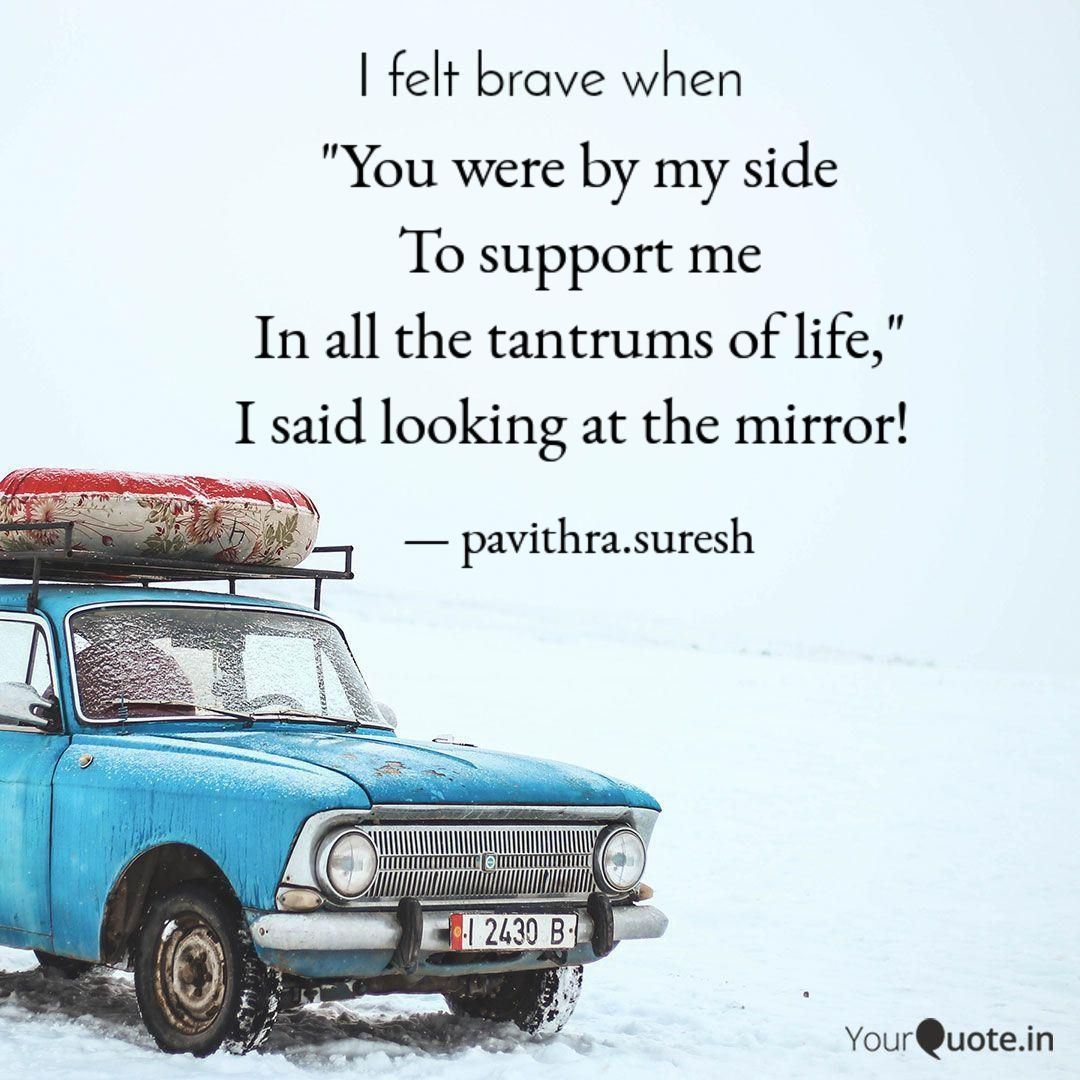 I felt brave when
"You were by my side
To support me
In all the tantrums of life,"
I said looking at the mirror!
— pavithra.suresh
I 2430 B
YourQuote.in